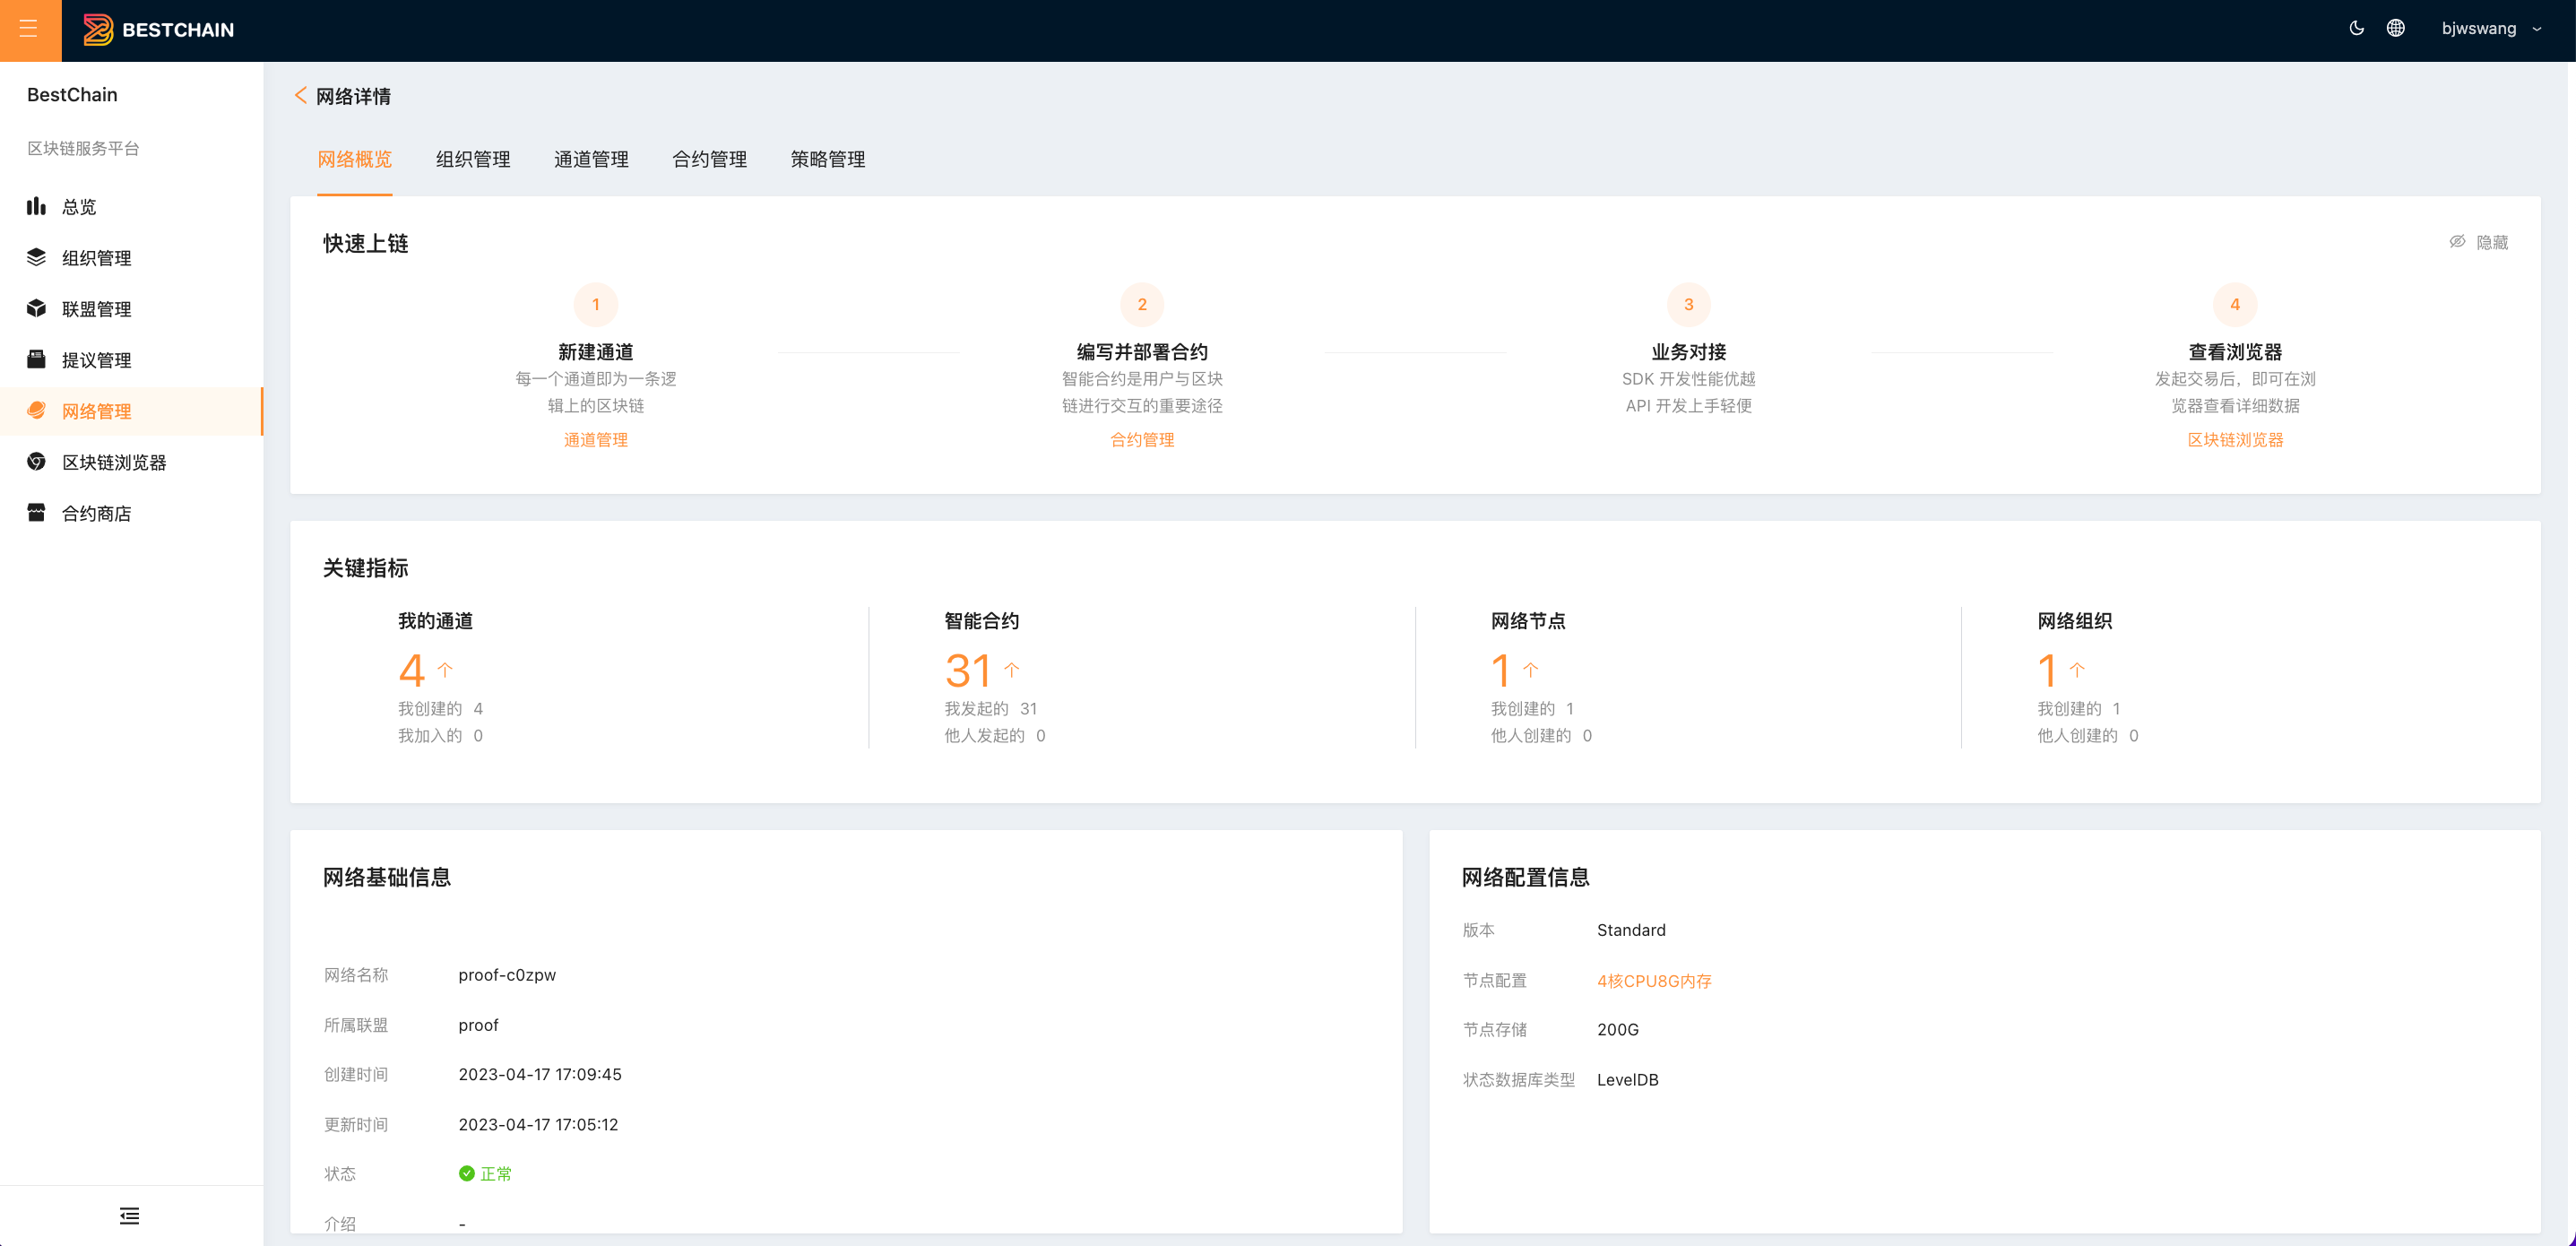 BESTCHAIN
bjwswang
BestChain
区块链服务平台
总览
组织管理
联盟管理
提议管理
网络管理
区块链浏览器
合约商店
网络详情
网络概览 组织管理 通道管理 合约管理 策略管理
快速上链
隐藏
1
新建通道
每一个通道即为一条逻
辑上的区块链
通道管理
2
编写并部署合约
智能合约是用户与区块
链进行交互的重要途径
合约管理
3
业务对接
SDK 开发性能优越
API 开发上手轻便
4
查看浏览器
发起交易后，即可在浏
览器查看详细数据
区块链浏览器
关键指标
我的通道
4 个
我创建的 4
我加入的 0
智能合约
31 个
我发起的 31
他人发起的 0
网络节点
1 个
我创建的 1
他人创建的 0
网络组织
1 个
我创建的 1
他人创建的 0
网络基础信息
网络名称 proof-c0zpw
所属联盟 proof
创建时间 2023-04-17 17:09:45
更新时间 2023-04-17 17:05:12
状态 正常
介绍 -
网络配置信息
版本 Standard
节点配置 4核CPU8G内存
节点存储 200G
状态数据库类型 LevelDB